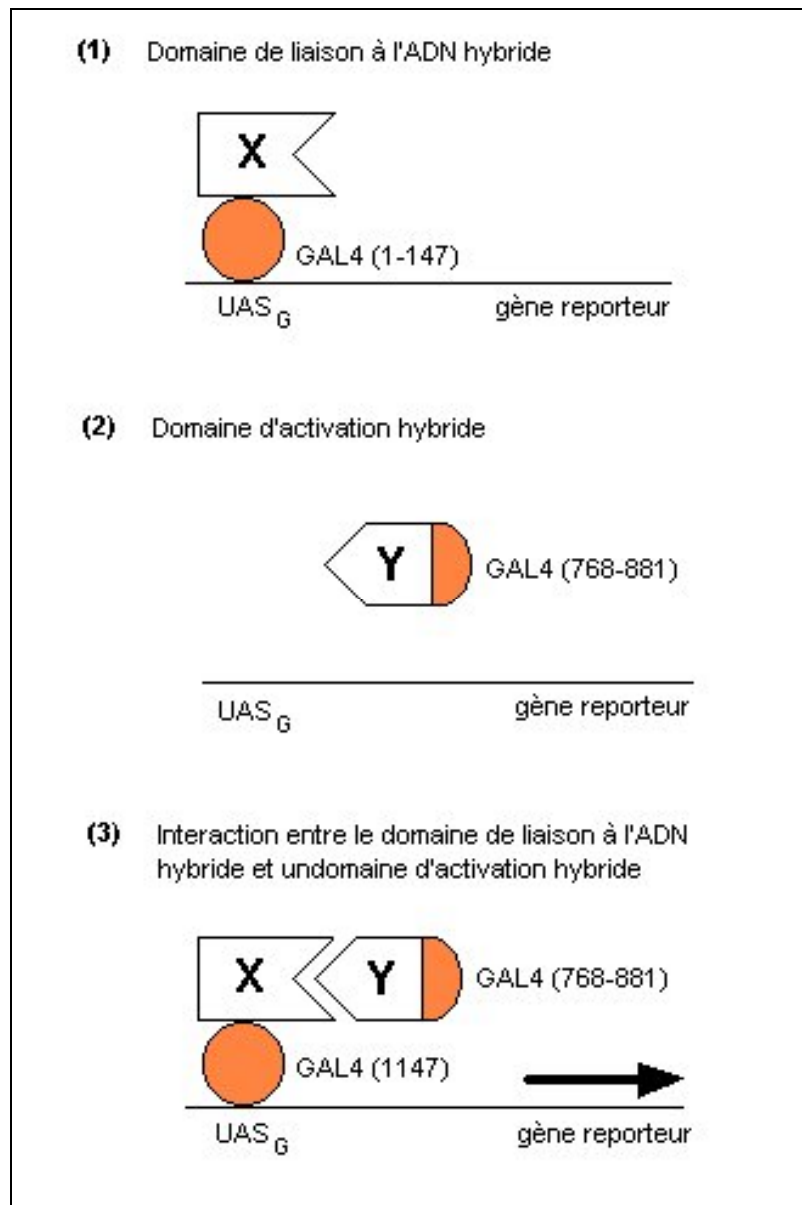 (1) Domaine de liaison à l'ADN hybride
X
GAL4 (1-147)
UAS G
gène reporteur
(2) Domaine d'activation hybride
Y
GAL4 (768-881)
UAS G
gène reporteur
(3) Interaction entre le domaine de liaison à l'ADN
hybride et undomaine d'activation hybride
X Y
GAL4 (768-881)
GAL4 (1147)
UAS G
gène reporteur